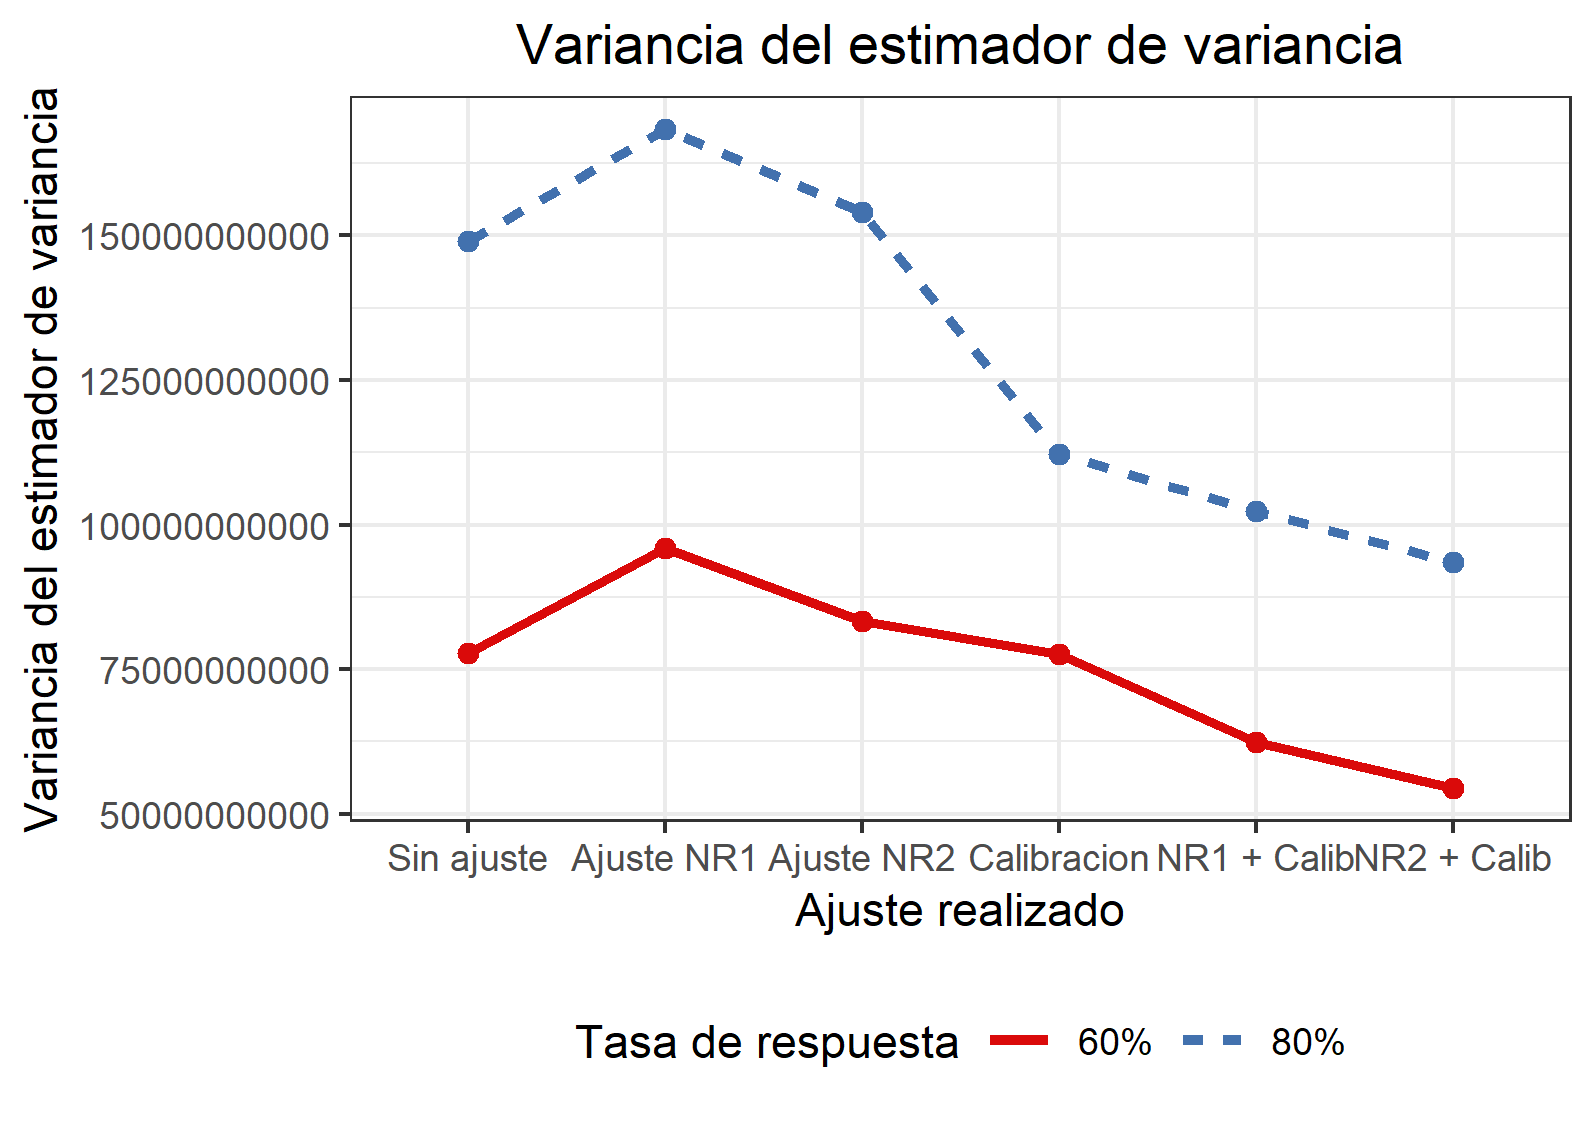 Variancia del estimador de variancia
Variancia del estimador de variancia
150000000000
125000000000
100000000000
75000000000
50000000000
Sin ajuste Ajuste NR1 Ajuste NR2 Calibracion NR1 + Calib NR2 + Calib
Ajuste realizado
Tasa de respuesta 60% 80%